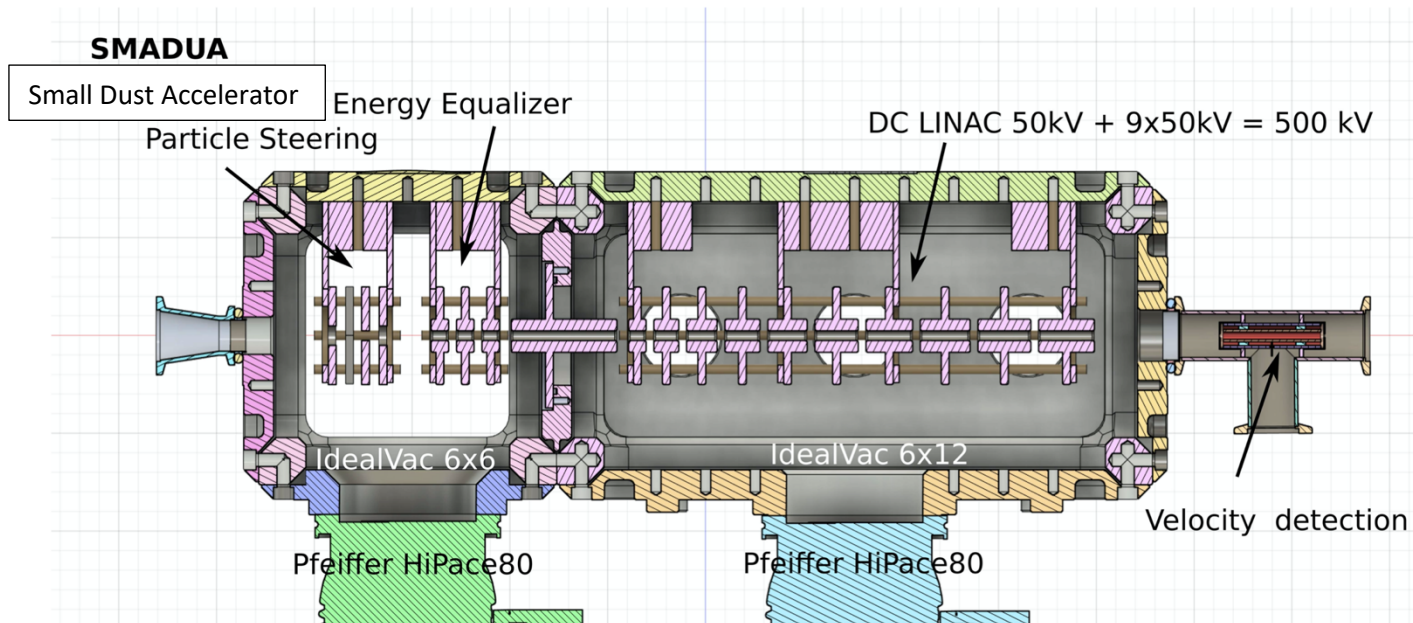 SMADUA
Small Dust Accelerator
Energy Equalizer
Particle Steering
DC LINAC 50kV + 9x50kV = 500 kV
IdealVac 6x6
IdealVac 6x12
Velocity detection
Pfeiffer HiPace80
Pfeiffer HiPace80